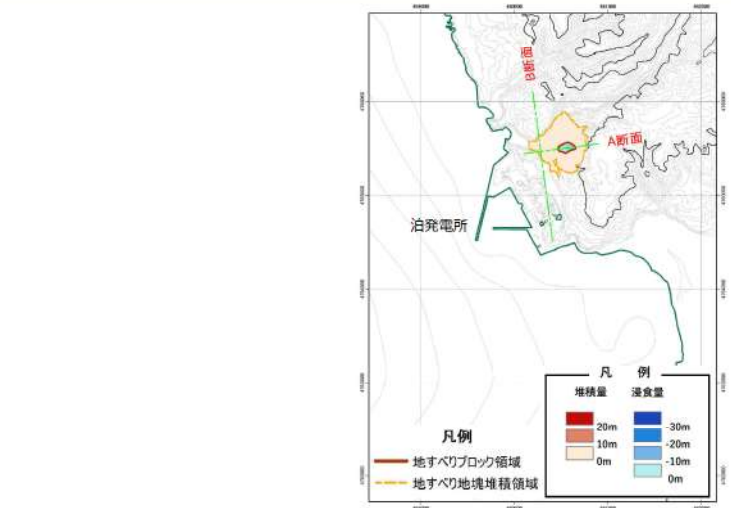 B断面
A断面
泊発電所
凡　例
堆積量　浸食量
20m
10m
0m
-30m
-20m
-10m
0m
凡例
地すべりブロック領域
地すべり地塊堆積領域